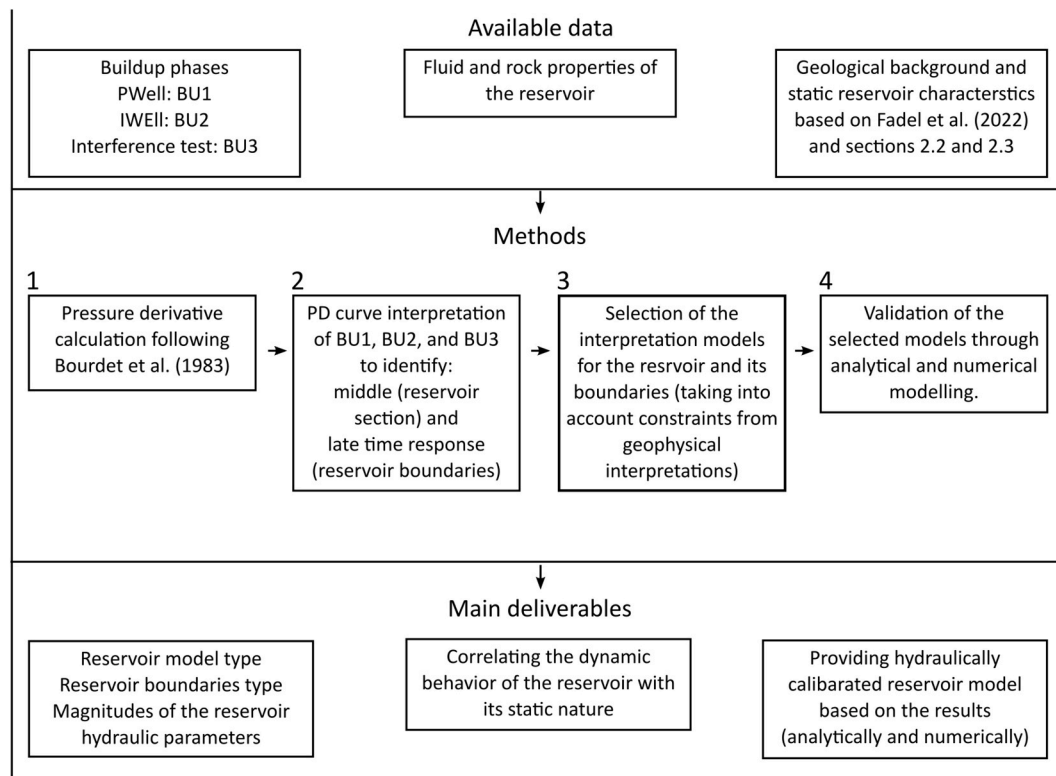 Available data
Buildup phases
PWell: BU1
IWEll: BU2
Interference test: BU3
Fluid and rock properties of
the reservoir
Geological background and
static reservoir characterstics
based on Fadel et al. (2022)
and sections 2.2 and 2.3
Methods
1
Pressure derivative
calculation following
Bourdet et al. (1983)
2
PD curve interpretation
of BU1, BU2, and BU3
to identify:
middle (reservoir
section) and
late time response
(reservoir boundaries)
3
Selection of the
interpretation models
for the resrvoir and its
boundaries (taking into
account constraints from
geophysical
interpretations)
4
Validation of the
selected models through
analytical and numerical
modelling.
Main deliverables
Reservoir model type
Reservoir boundaries type
Magnitudes of the reservoir
hydraulic parameters
Correlating the dynamic
behavior of the reservoir with
its static nature
Providing hydraulically
calibarated reservoir model
based on the results
(analytically and numerically)